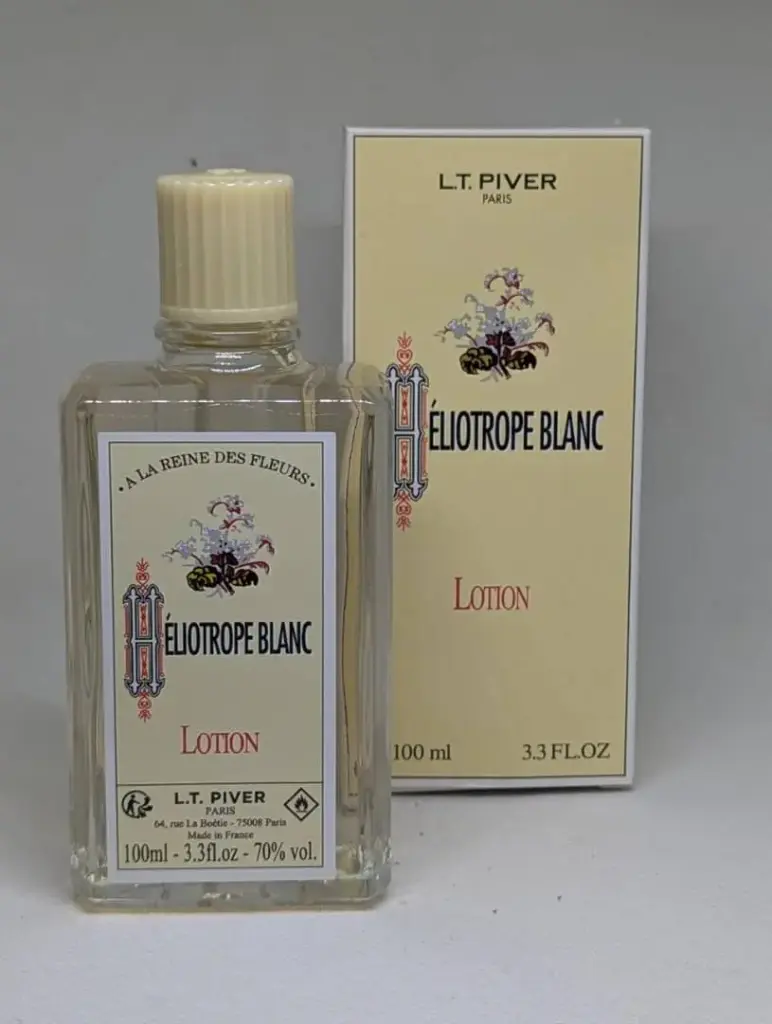 · A LA REINE DES FLEURS ·
HÉLIOTROPE BLANC
LOTION
L.T. PIVER
PARIS
64, rue La Boëtie - 75008 Paris
Made in France
100ml - 3.3fl.oz - 70% vol.
L.T. PIVER
PARIS
HÉLIOTROPE BLANC
LOTION
100 ml 3.3 FL.OZ